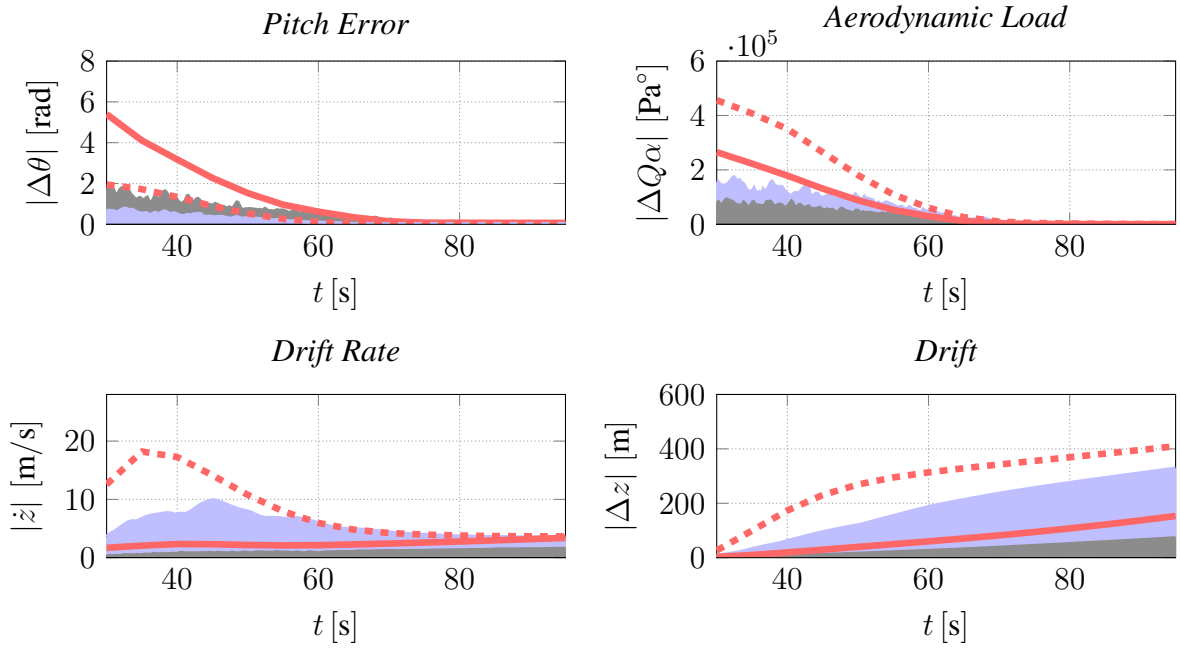 Pitch Error
|Δθ| [rad]
8
6
4
2
0
40 60 80
t [s]
Aerodynamic Load
·10⁵
|ΔQα| [Pa°]
6
4
2
0
40 60 80
t [s]
Drift Rate
|ż| [m/s]
20
10
0
40 60 80
t [s]
Drift
|Δz| [m]
600
400
200
0
40 60 80
t [s]